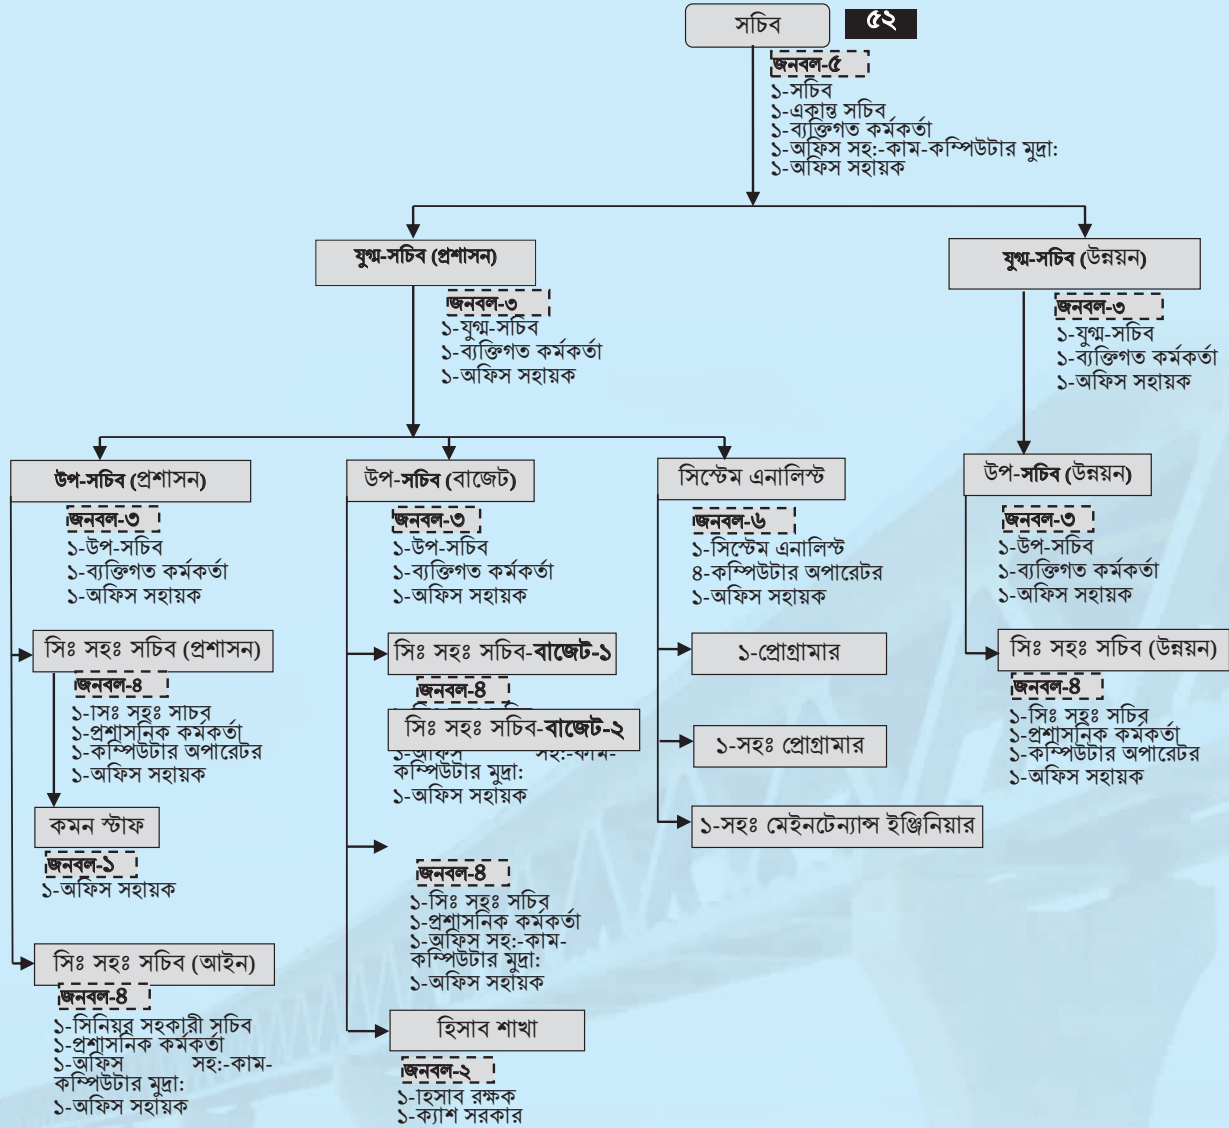 সচিব
৫২
জনবল-৫
১-সচিব
১-একান্ত সচিব
১-ব্যক্তিগত কর্মকর্তা
১-অফিস সহ:-কাম-কম্পিউটার মুদ্রা:
১-অফিস সহায়ক
যুগ্ম-সচিব (প্রশাসন)
জনবল-৩
১-যুগ্ম-সচিব
১-ব্যক্তিগত কর্মকর্তা
১-অফিস সহায়ক
যুগ্ম-সচিব (উন্নয়ন)
জনবল-৩
১-যুগ্ম-সচিব
১-ব্যক্তিগত কর্মকর্তা
১-অফিস সহায়ক
উপ-সচিব (প্রশাসন)
জনবল-৩
১-উপ-সচিব
১-ব্যক্তিগত কর্মকর্তা
১-অফিস সহায়ক
সিঃ সহঃ সচিব (প্রশাসন)
জনবল-৪
১-সিঃ সহঃ সচিব
১-প্রশাসনিক কর্মকর্তা
১-কম্পিউটার অপারেটর
১-অফিস সহায়ক
কমন স্টাফ
জনবল-১
১-অফিস সহায়ক
সিঃ সহঃ সচিব (আইন)
জনবল-৪
১-সিনিয়র সহকারী সচিব
১-প্রশাসনিক কর্মকর্তা
১-অফিস সহ:-কাম-
কম্পিউটার মুদ্রা:
১-অফিস সহায়ক
উপ-সচিব (বাজেট)
জনবল-৩
১-উপ-সচিব
১-ব্যক্তিগত কর্মকর্তা
১-অফিস সহায়ক
সিঃ সহঃ সচিব-বাজেট-১
জনবল-৪
সিঃ সহঃ সচিব-বাজেট-২
১-অফিস সহ:-কাম-
কম্পিউটার মুদ্রা:
১-অফিস সহায়ক
জনবল-৪
১-সিঃ সহঃ সচিব
১-প্রশাসনিক কর্মকর্তা
১-অফিস সহ:-কাম-
কম্পিউটার মুদ্রা:
১-অফিস সহায়ক
হিসাব শাখা
জনবল-২
১-হিসাব রক্ষক
১-ক্যাশ সরকার
সিস্টেম এনালিস্ট
জনবল-৬
১-সিস্টেম এনালিস্ট
৪-কম্পিউটার অপারেটর
১-অফিস সহায়ক
১-প্রোগ্রামার
১-সহঃ প্রোগ্রামার
১-সহঃ মেইনটেন্যান্স ইঞ্জিনিয়ার
উপ-সচিব (উন্নয়ন)
জনবল-৩
১-উপ-সচিব
১-ব্যক্তিগত কর্মকর্তা
১-অফিস সহায়ক
সিঃ সহঃ সচিব (উন্নয়ন)
জনবল-৪
১-সিঃ সহঃ সচিব
১-প্রশাসনিক কর্মকর্তা
১-কম্পিউটার অপারেটর
১-অফিস সহায়ক